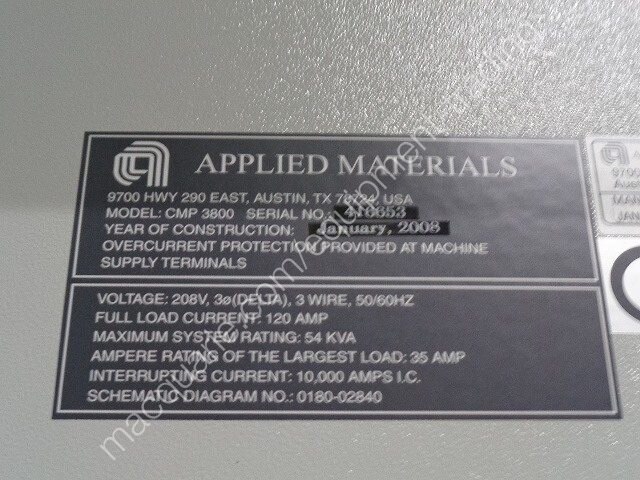 APPLIED MATERIALS
9700 HWY 290 EAST, AUSTIN, TX 78724, USA
MODEL: CMP 3800 SERIAL NO. 416653
YEAR OF CONSTRUCTION: January, 2008
OVERCURRENT PROTECTION PROVIDED AT MACHINE
SUPPLY TERMINALS
VOLTAGE: 208V, 3ø(DELTA), 3 WIRE, 50/60HZ
FULL LOAD CURRENT: 120 AMP
MAXIMUM SYSTEM RATING: 54 KVA
AMPERE RATING OF THE LARGEST LOAD: 35 AMP
INTERRUPTING CURRENT: 10,000 AMPS I.C.
SCHEMATIC DIAGRAM NO.: 0180-02840
9700